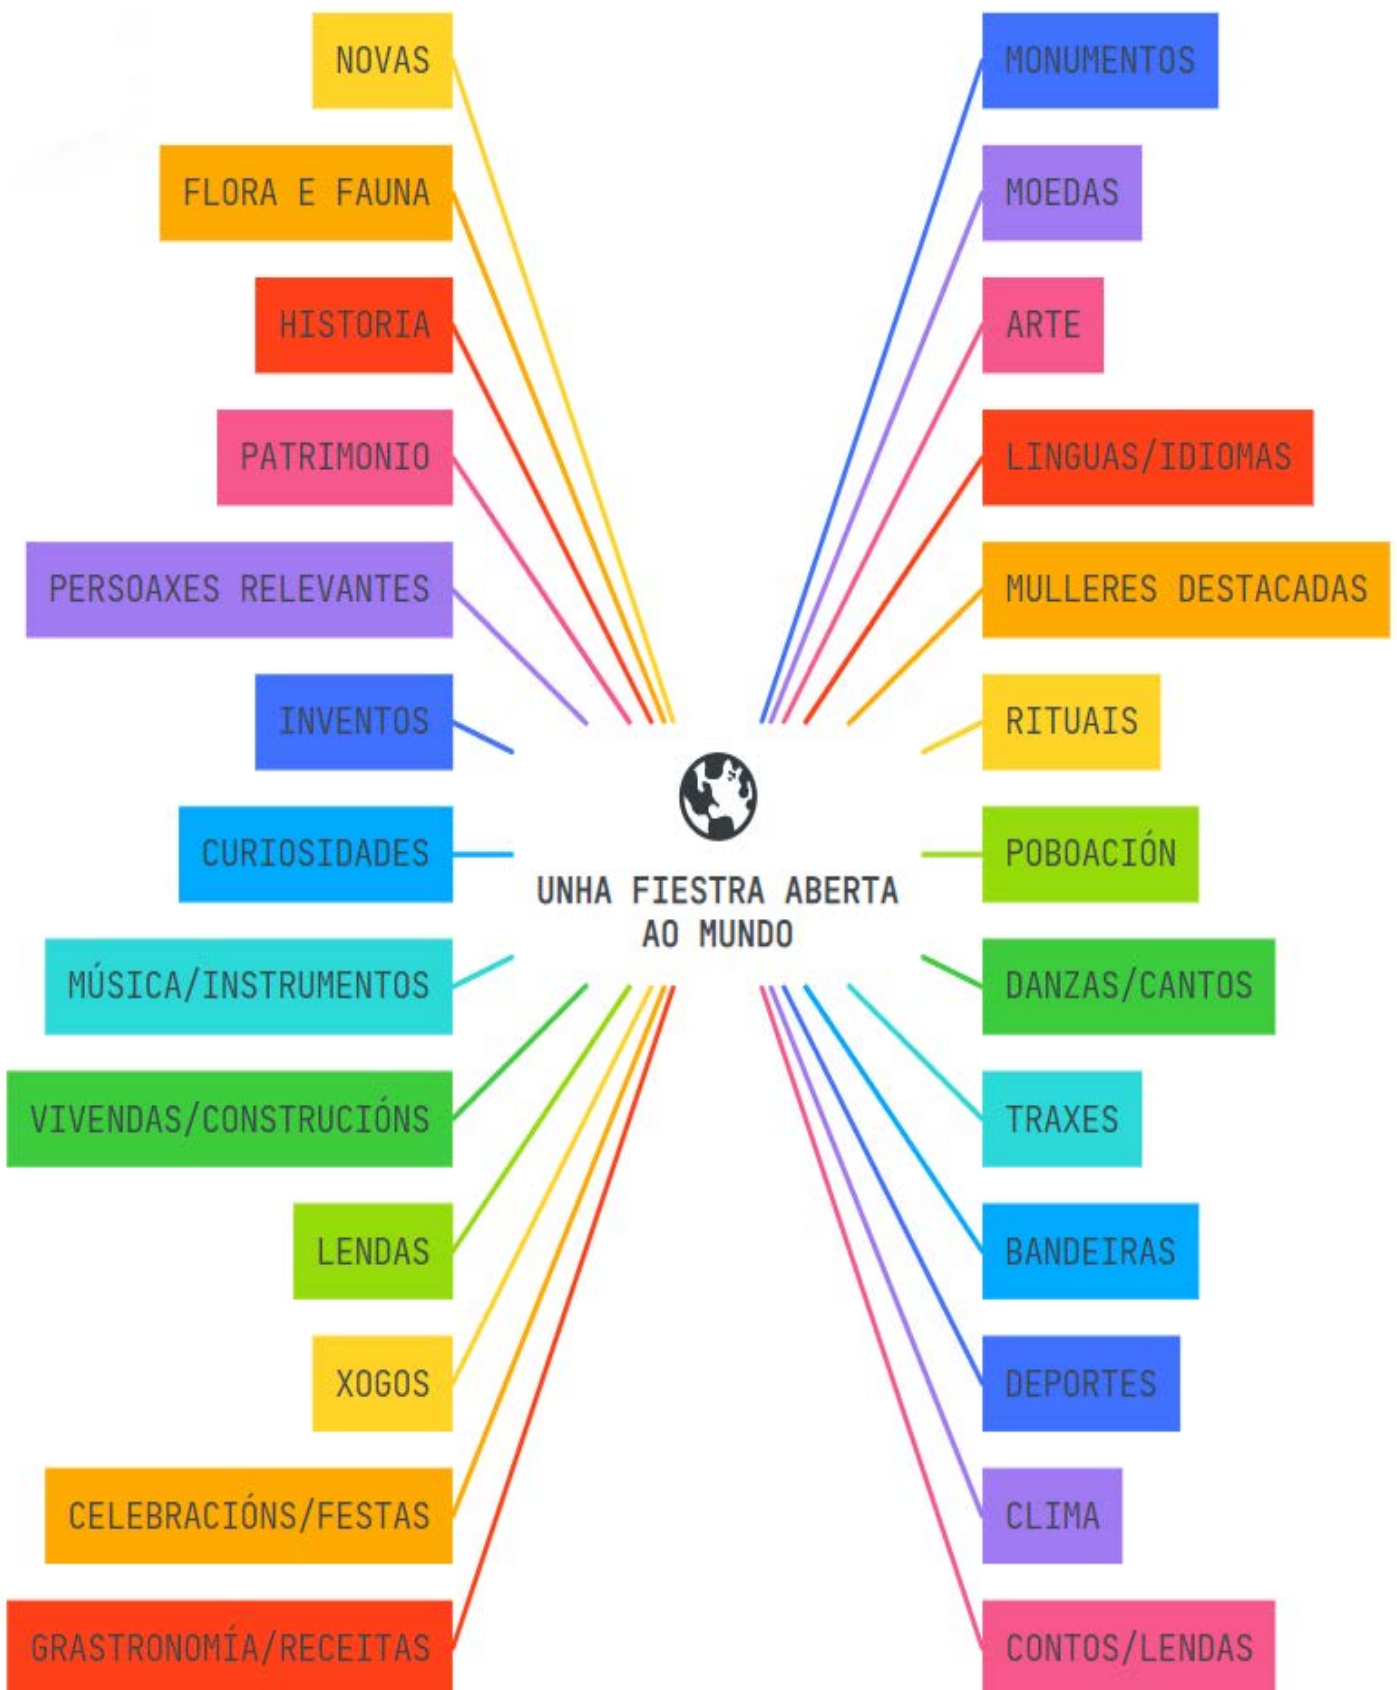 NOVAS
FLORA E FAUNA
HISTORIA
PATRIMONIO
PERSOAXES RELEVANTES
INVENTOS
CURIOSIDADES
MÚSICA/INSTRUMENTOS
VIVENDAS/CONSTRUCIÓNS
LENDAS
XOGOS
CELEBRACIÓNS/FESTAS
GRASTRONOMÍA/RECEITAS
UNHA FIESTRA ABERTA
AO MUNDO
MONUMENTOS
MOEDAS
ARTE
LINGUAS/IDIOMAS
MULLERES DESTACADAS
RITUAIS
POBOACIÓN
DANZAS/CANTOS
TRAXES
BANDEIRAS
DEPORTES
CLIMA
CONTOS/LENDAS